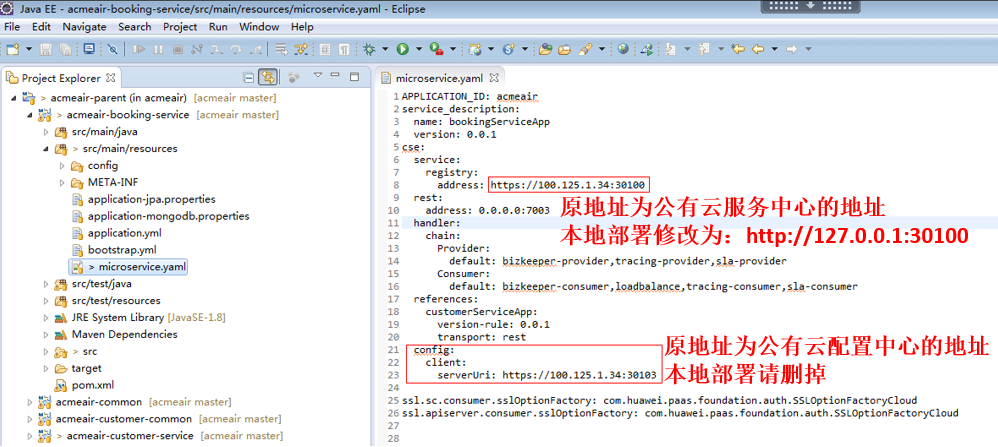 Java EE - acmeair-booking-service/src/main/resources/microservice.yaml - Eclipse
File Edit Navigate Search Project Run Window Help
Project Explorer
> acmeair-parent (in acmeair) [acmeair master]
> acmeair-booking-service [acmeair master]
src/main/java
> src/main/resources
config
META-INF
application-jpa.properties
application-mongodb.properties
application.yml
bootstrap.yml
> microservice.yaml
src/test/java
src/test/resources
JRE System Library [JavaSE-1.8]
Maven Dependencies
> src
target
pom.xml
acmeair-common [acmeair master]
acmeair-customer-common [acmeair master]
> acmeair-customer-service [acmeair master]
microservice.yaml
1 APPLICATION_ID: acmeair
2 service_description:
3 name: bookingServiceApp
4 version: 0.0.1
5 cse:
6 service:
7 registry:
8 address: https://100.125.1.34:30100
9 rest:
10 address: 0.0.0.0:7003
11 handler:
12 chain:
13 Provider:
14 default: bizkeeper-provider,tracing-provider,sla-provider
15 Consumer:
16 default: bizkeeper-consumer,loadbalance,tracing-consumer,sla-consumer
17 references:
18 customerServiceApp:
19 version-rule: 0.0.1
20 transport: rest
21 config:
22 client:
23 serverUri: https://100.125.1.34:30103
24
25 ssl.sc.consumer.sslOptionFactory: com.huawei.paas.foundation.auth.SSLOptionFactoryCloud
26 ssl.apiserver.consumer.sslOptionFactory: com.huawei.paas.foundation.auth.SSLOptionFactoryCloud
27
28
原地址为公有云服务中心的地址
本地部署修改为：http://127.0.0.1:30100
原地址为公有云配置中心的地址
本地部署请删掉